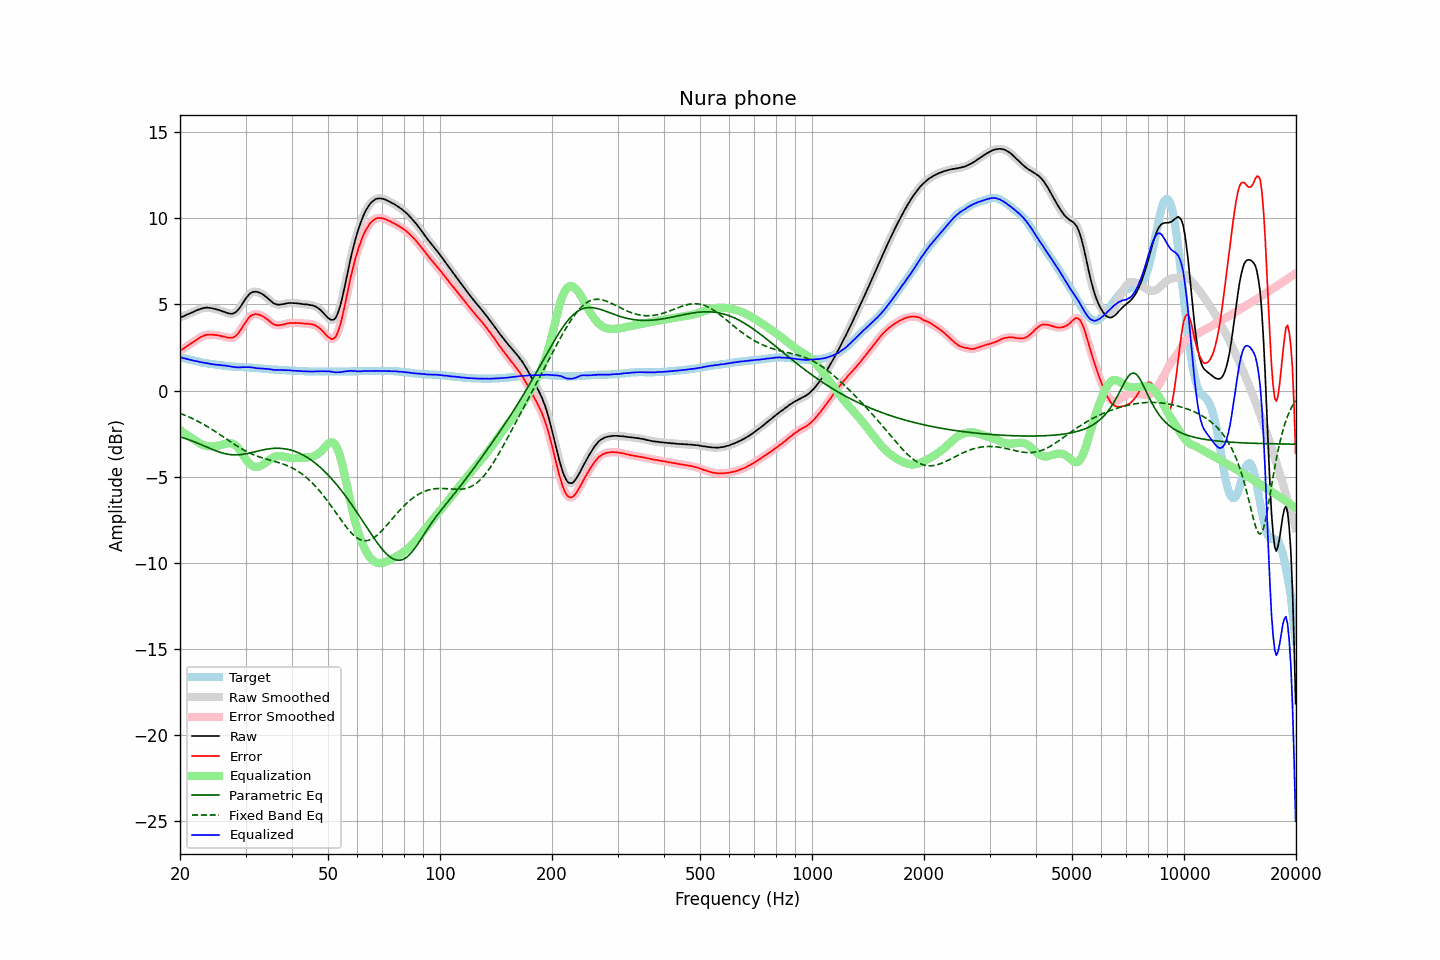 Nura phone
Amplitude (dBr)
15
10
5
0
−5
−10
−15
−20
−25
Target
Raw Smoothed
Error Smoothed
Raw
Error
Equalization
Parametric Eq
Fixed Band Eq
Equalized
20 50 100 200 500 1000 2000 5000 10000 20000
Frequency (Hz)